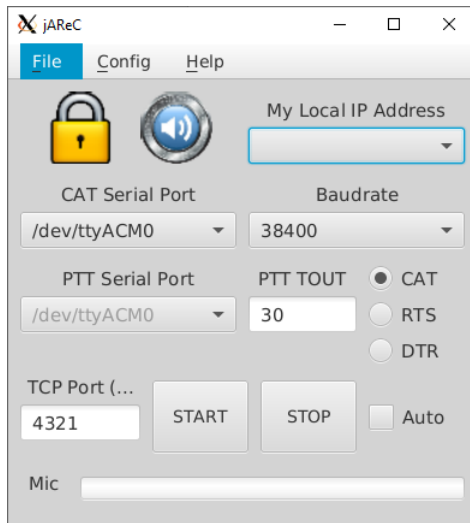 jAReC
File Config Help
My Local IP Address
CAT Serial Port Baudrate
/dev/ttyACM0 38400
PTT Serial Port PTT TOUT CAT
/dev/ttyACM0 30 RTS
DTR
TCP Port (...
4321 START STOP Auto
Mic